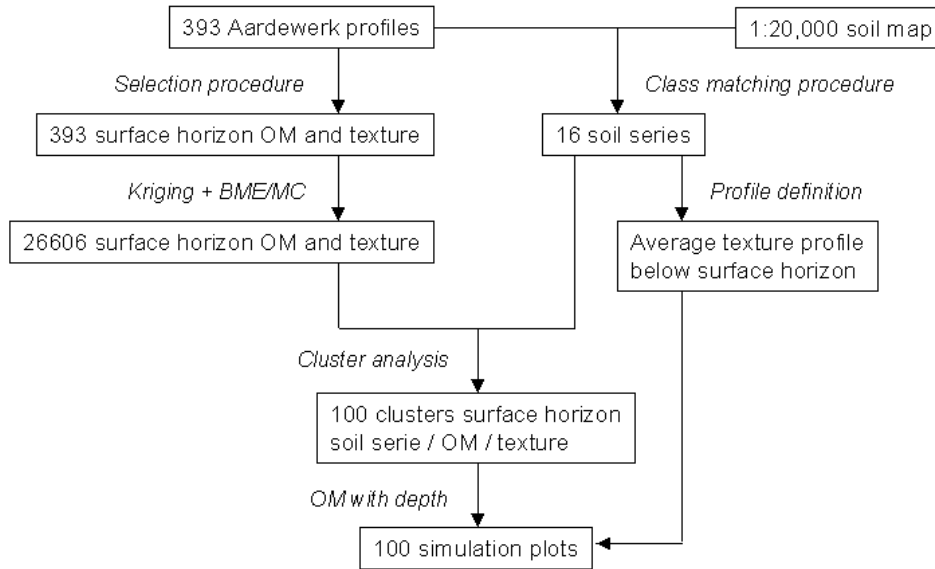 393 Aardewerk profiles
1:20,000 soil map
Selection procedure
Class matching procedure
393 surface horizon OM and texture
16 soil series
Kriging + BME/MC
Profile definition
26606 surface horizon OM and texture
Average texture profile
below surface horizon
Cluster analysis
100 clusters surface horizon
soil serie / OM / texture
OM with depth
100 simulation plots